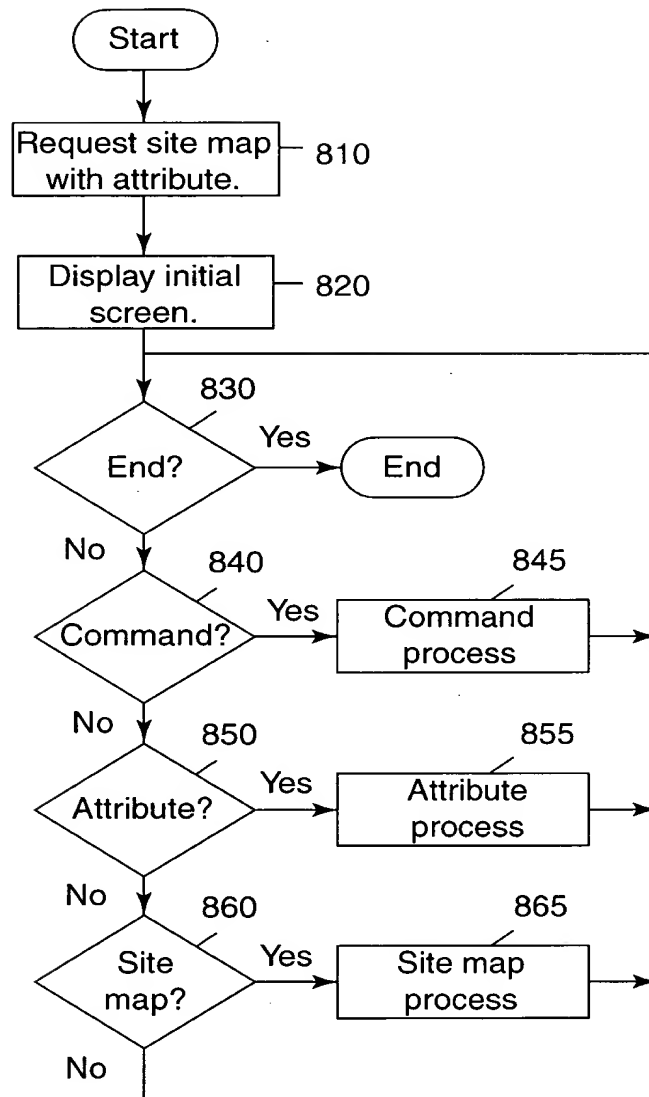 Start
Request site map
with attribute.
810
Display initial
screen.
820
830
End?
Yes
End
No
840
Command?
Yes
845
Command
process
No
850
Attribute?
Yes
855
Attribute
process
No
860
Site
map?
Yes
865
Site map
process
No